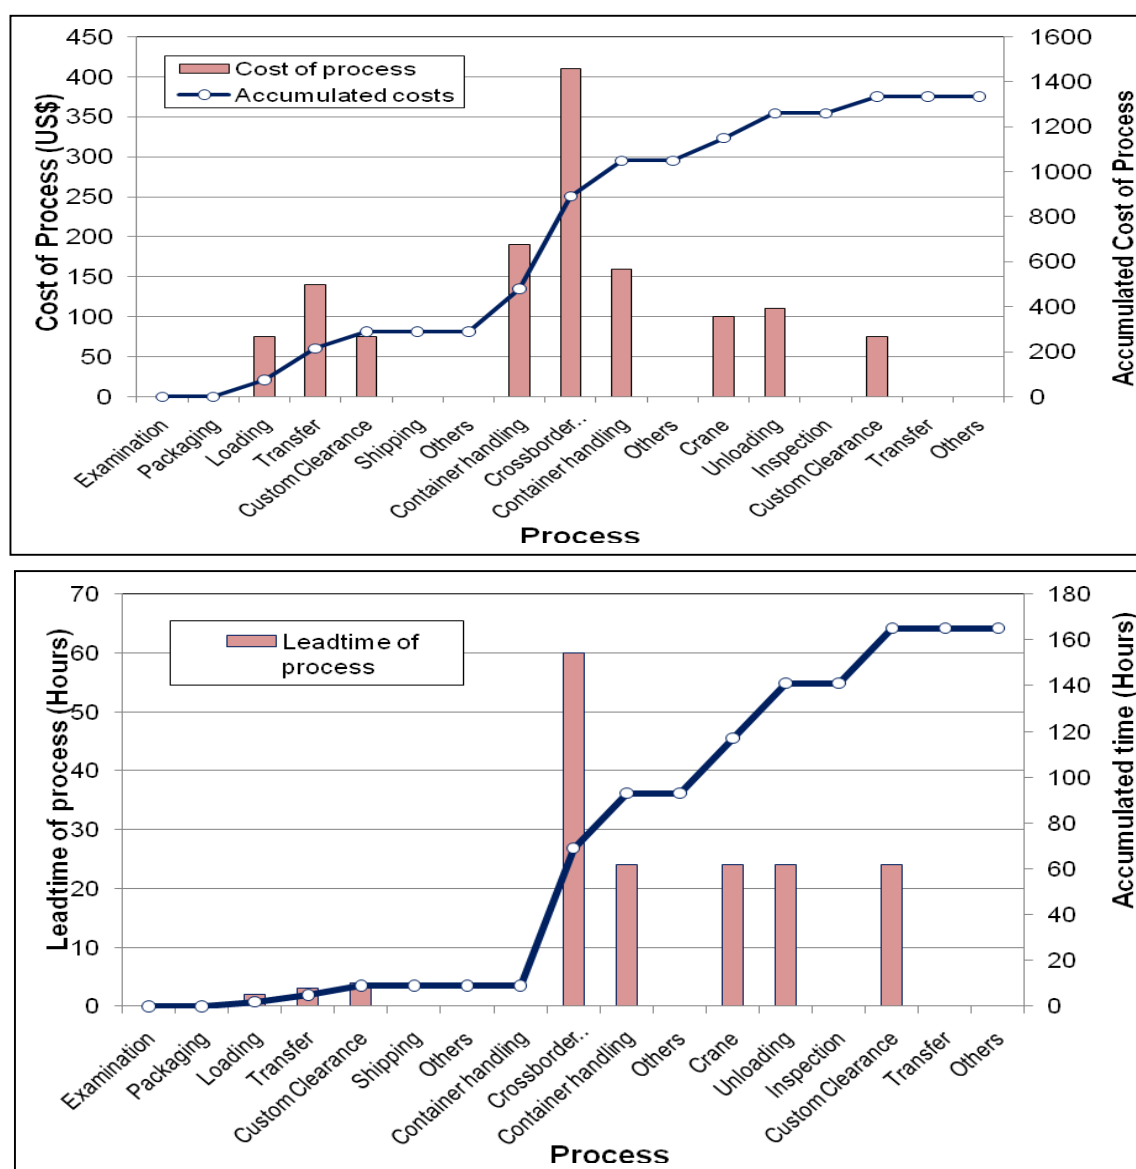 450
400
350
300
250
200
150
100
50
0
Cost of Process (US$)
Cost of process
Accumulated costs
1600
1400
1200
1000
800
600
400
200
0
Accumulated Cost of Process
Examination
Packaging
Loading
Transfer
Custom Clearance
Shipping
Others
Container handling
Crossborder..
Container handling
Others
Crane
Unloading
Inspection
Custom Clearance
Transfer
Others
Process
70
60
50
40
30
20
10
0
Leadtime of process (Hours)
Leadtime of
process
180
160
140
120
100
80
60
40
20
0
Accumulated time (Hours)
Examination
Packaging
Loading
Transfer
Custom Clearance
Shipping
Others
Container handling
Crossborder..
Container handling
Others
Crane
Unloading
Inspection
Custom Clearance
Transfer
Others
Process